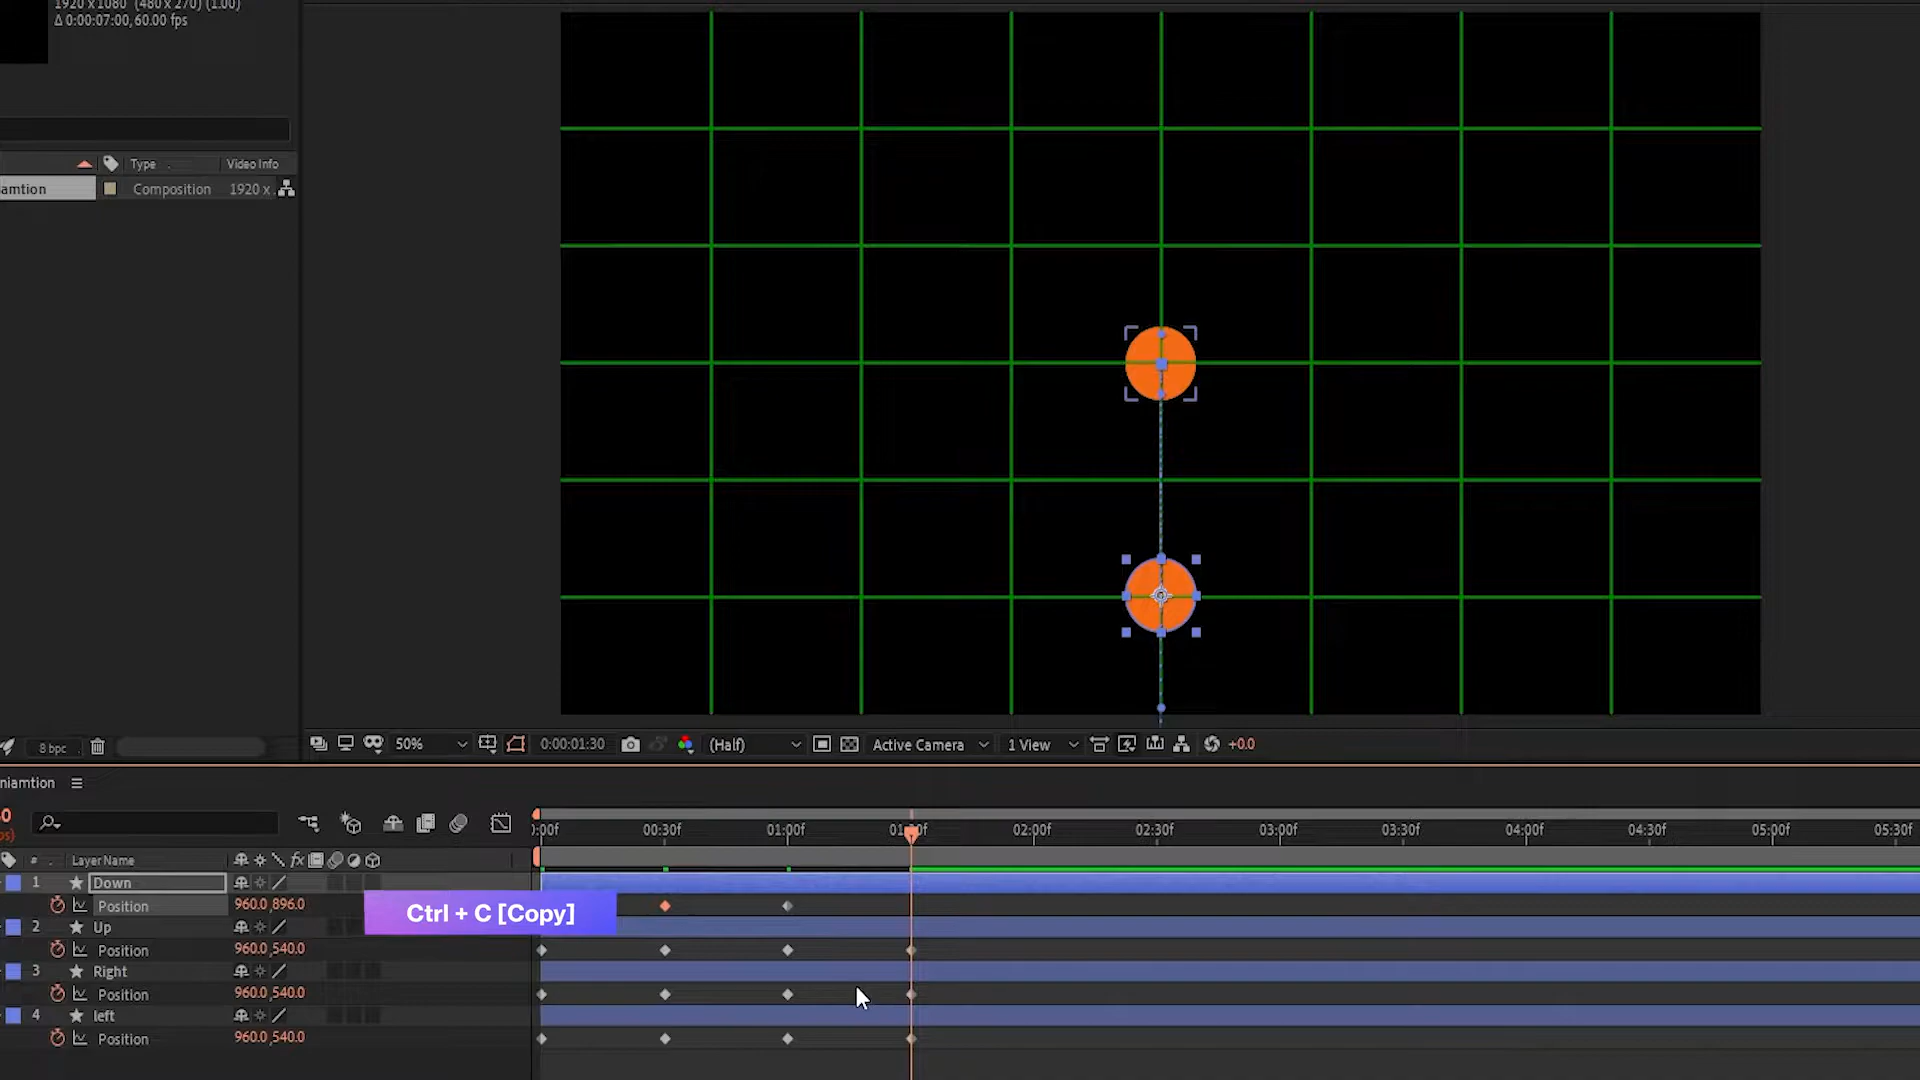 1920 x 1080 (480 x 270) (1.00)
Δ 0:00:07:00, 60.00 fps
Type
Video Info
amtion
Composition
1920 x
8 bpc
50%
0:00:01:30
(Half)
Active Camera
1 View
+0.0
niamtion
0:00f
00:30f
01:00f
02:00f
02:30f
03:00f
03:30f
04:00f
04:30f
05:00f
05:30f
#
Layer Name
fx
1
Down
Position
960.0,896.0
Ctrl + C [Copy]
2
Up
Position
960.0,540.0
3
Right
Position
960.0,540.0
4
left
Position
960.0,540.0